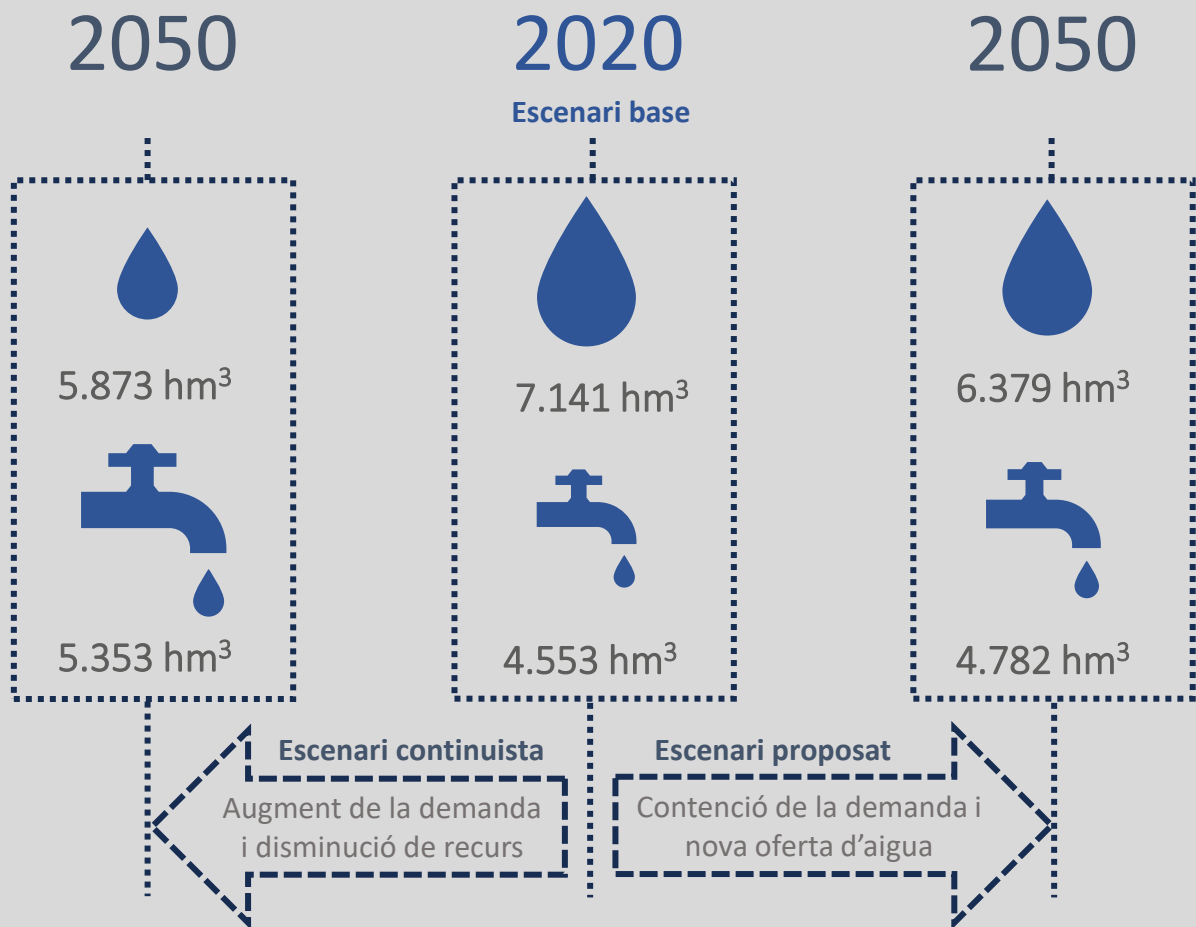 2050
2020
2050
Escenari base
5.873 hm³
7.141 hm³
6.379 hm³
5.353 hm³
4.553 hm³
4.782 hm³
Escenari continuista
Augment de la demanda
i disminució de recurs
Escenari proposat
Contenció de la demanda i
nova oferta d’aigua